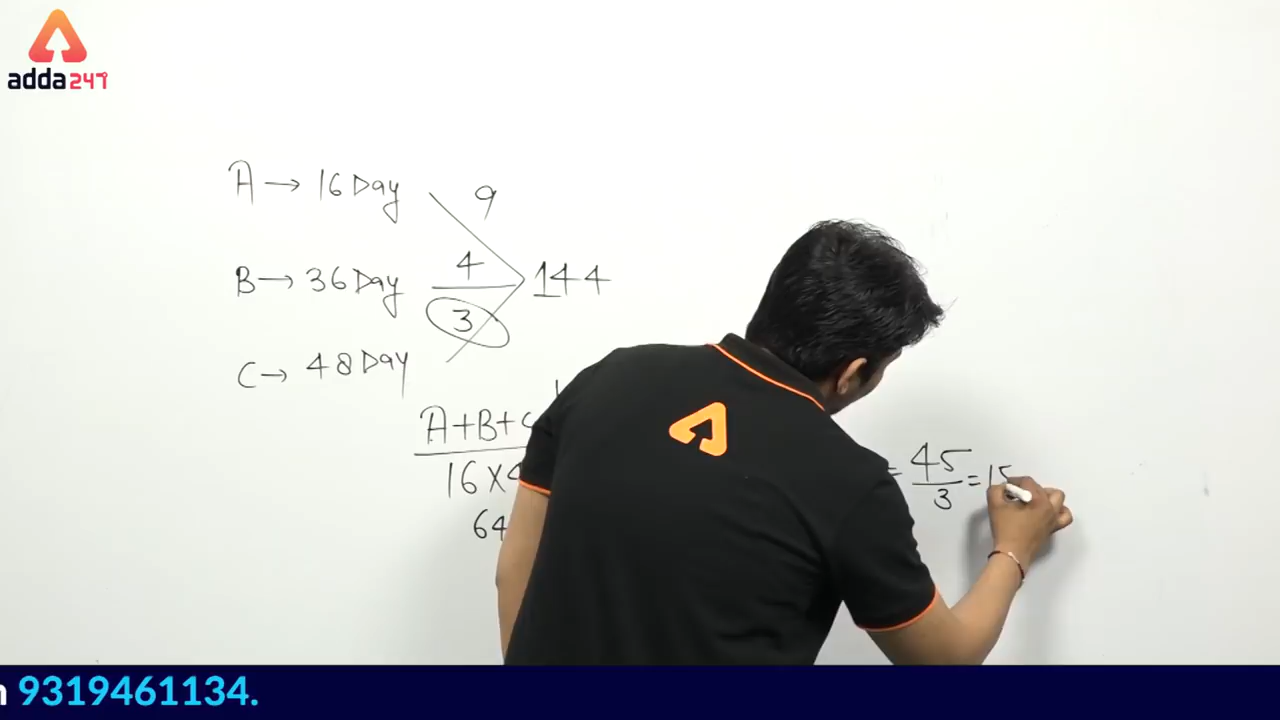 adda247
A → 16 Day 9
B → 36 Day 4 144
3
C → 48 Day
A+B+C
16×4
64
= 45/3 = 15
9319461134.